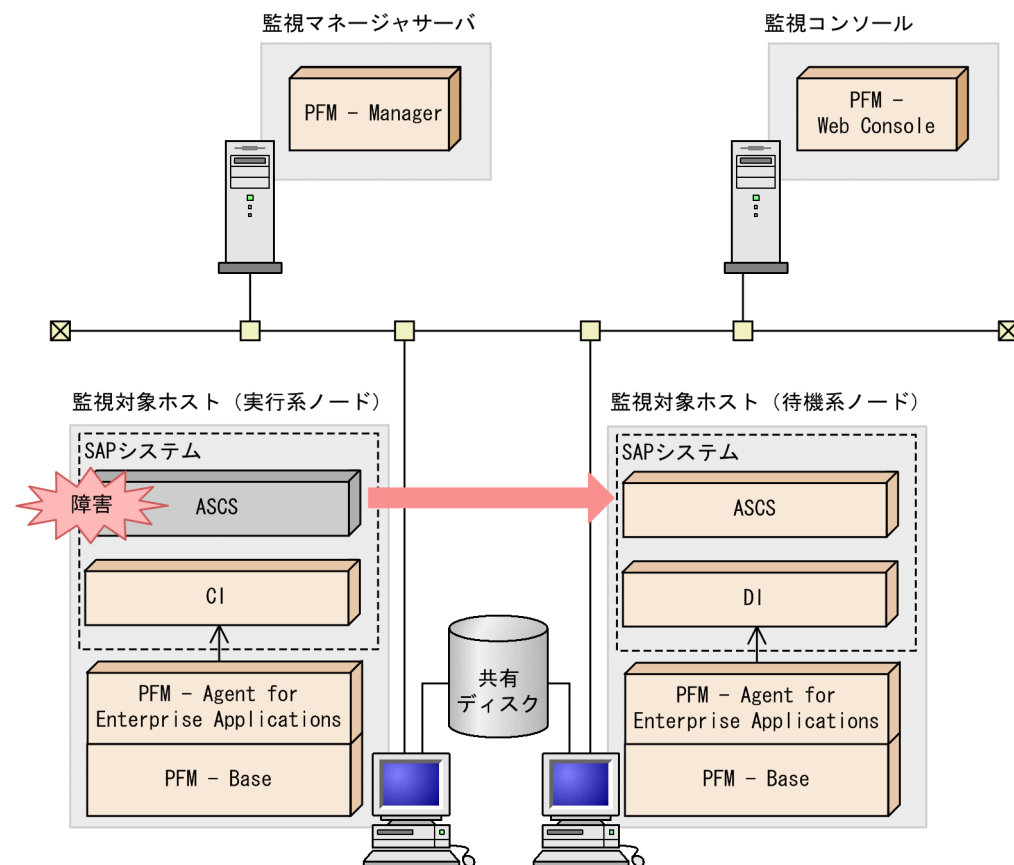 監視マネージャサーバ
監視コンソール
PFM - Manager
PFM -
Web Console
監視対象ホスト（実行系ノード）
監視対象ホスト（待機系ノード）
SAPシステム
障害
ASCS
CI
PFM - Agent for
Enterprise Applications
PFM - Base
共有
ディスク
SAPシステム
ASCS
DI
PFM - Agent for
Enterprise Applications
PFM - Base